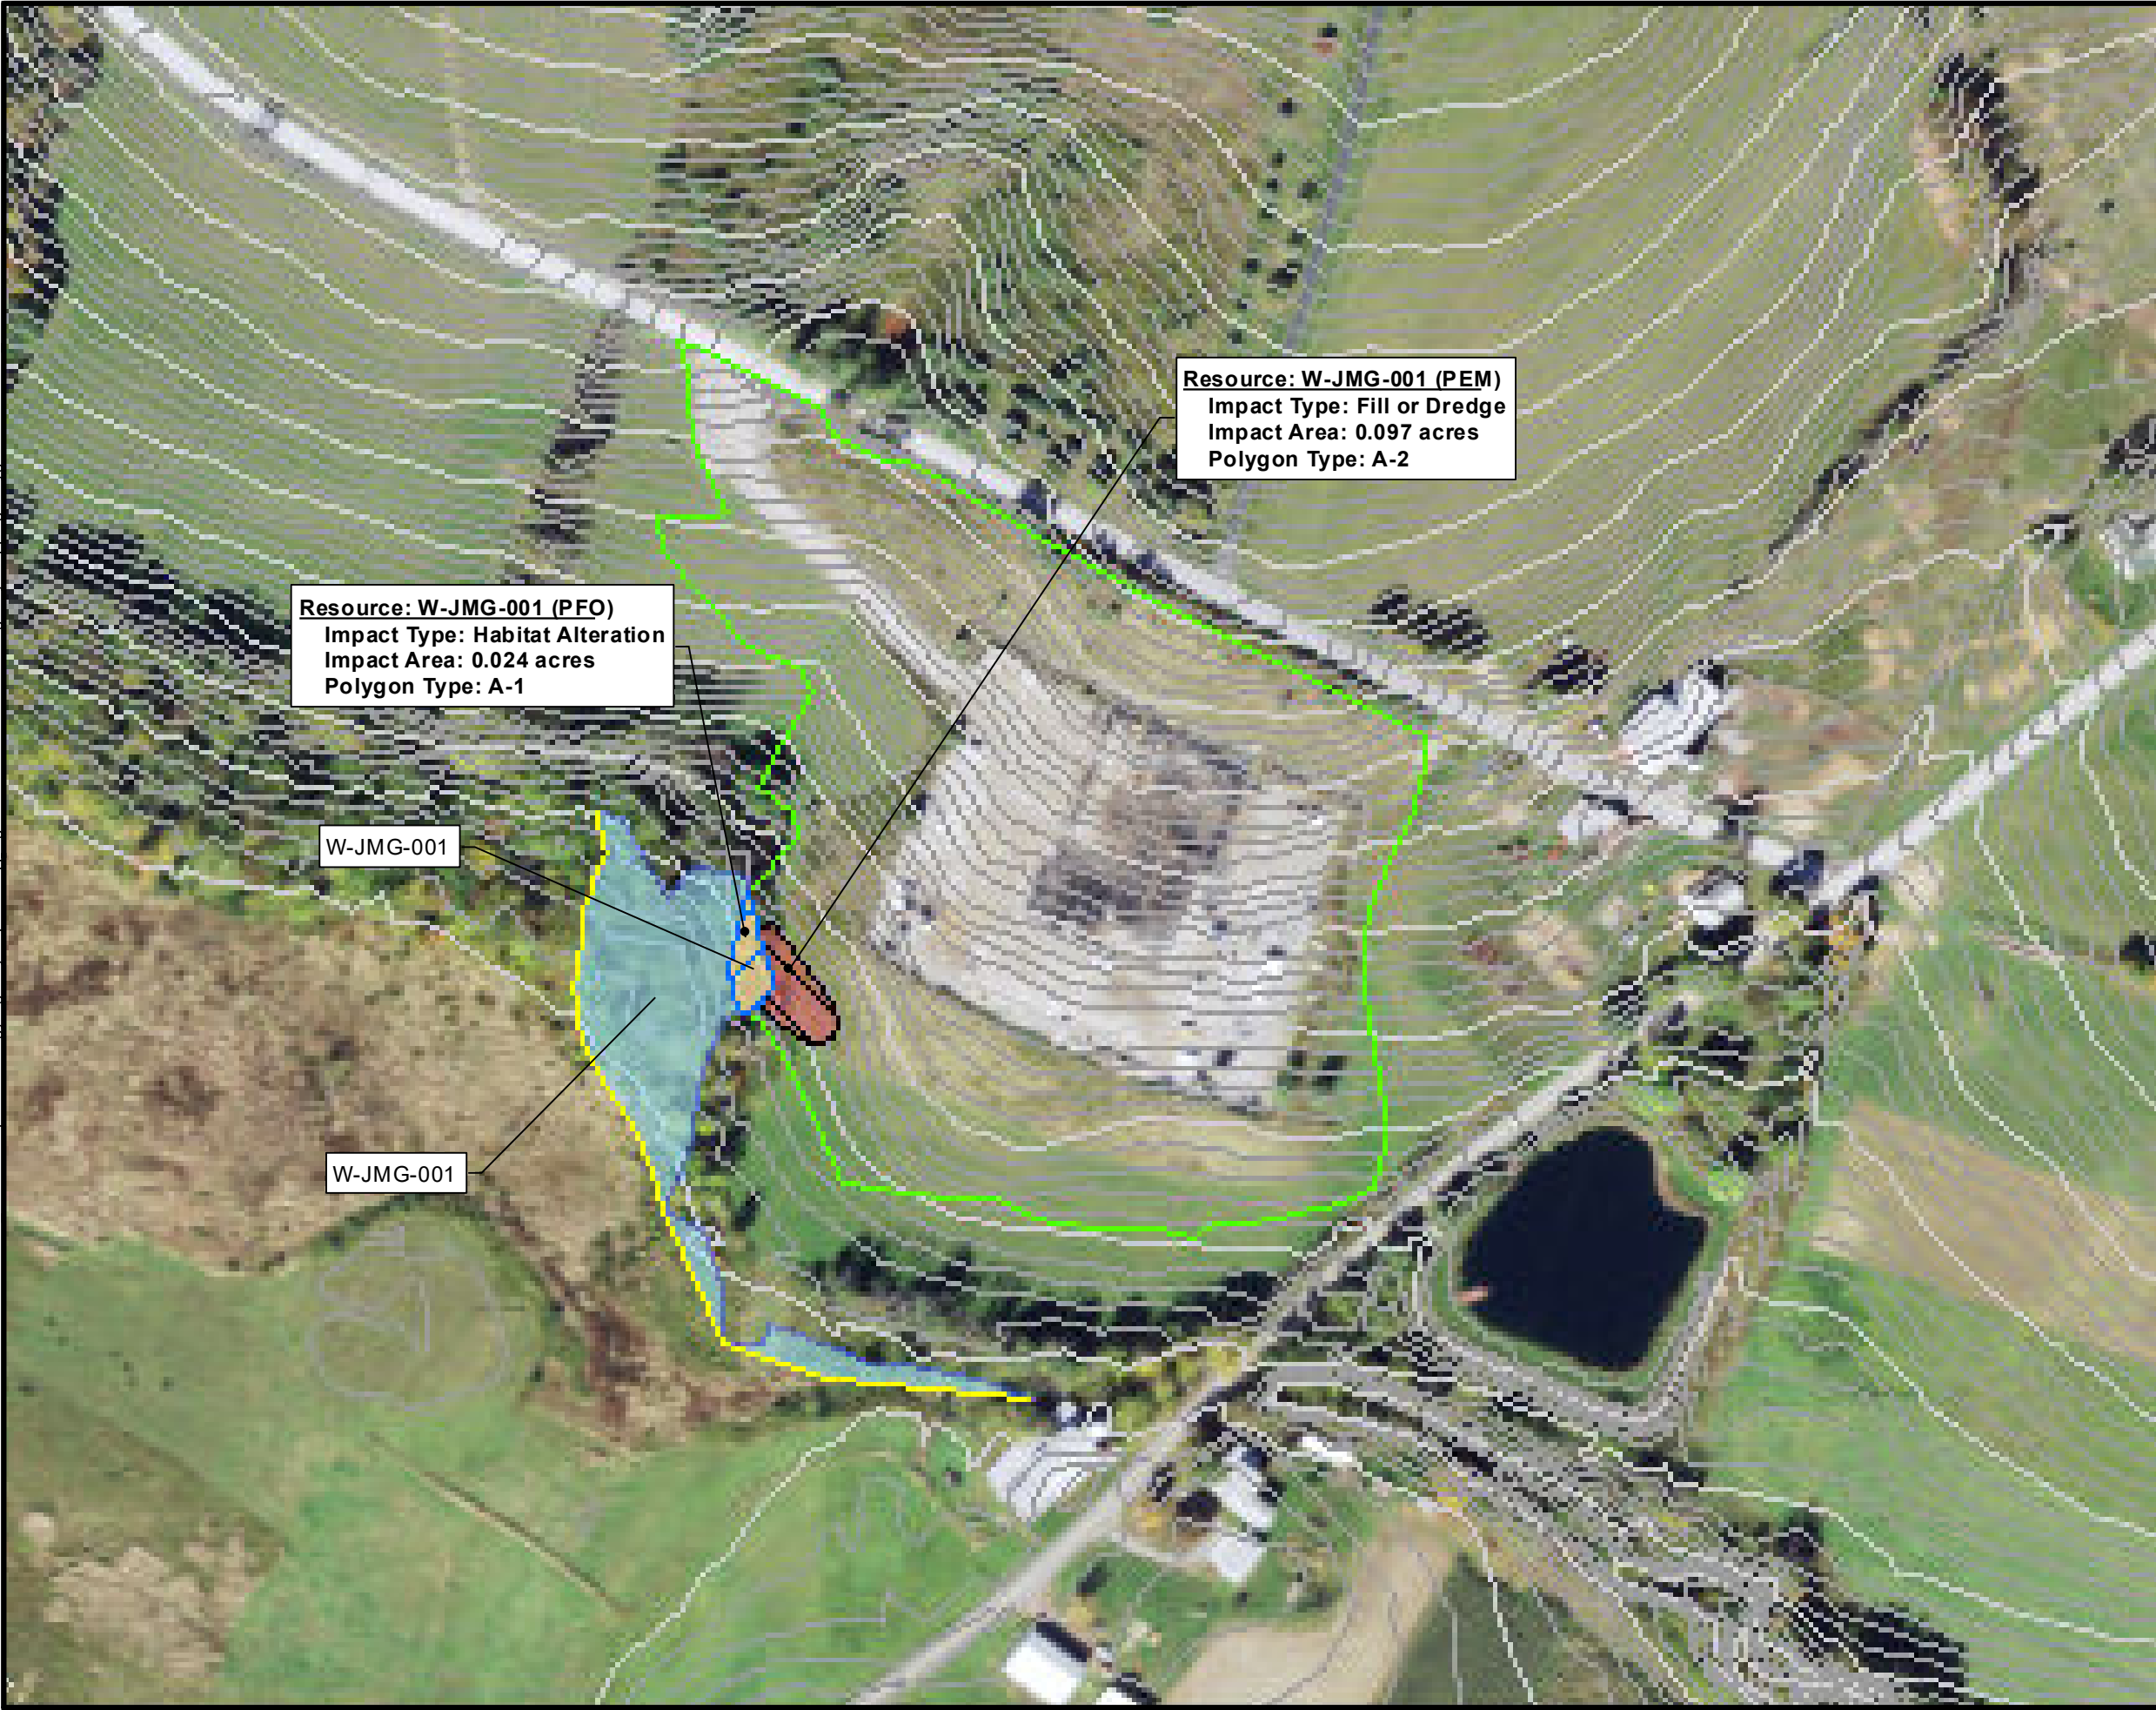 Resource: W-JMG-001 (PEM)
Impact Type: Fill or Dredge
Impact Area: 0.097 acres
Polygon Type: A-2
Resource: W-JMG-001 (PFO)
Impact Type: Habitat Alteration
Impact Area: 0.024 acres
Polygon Type: A-1
W-JMG-001
W-JMG-001